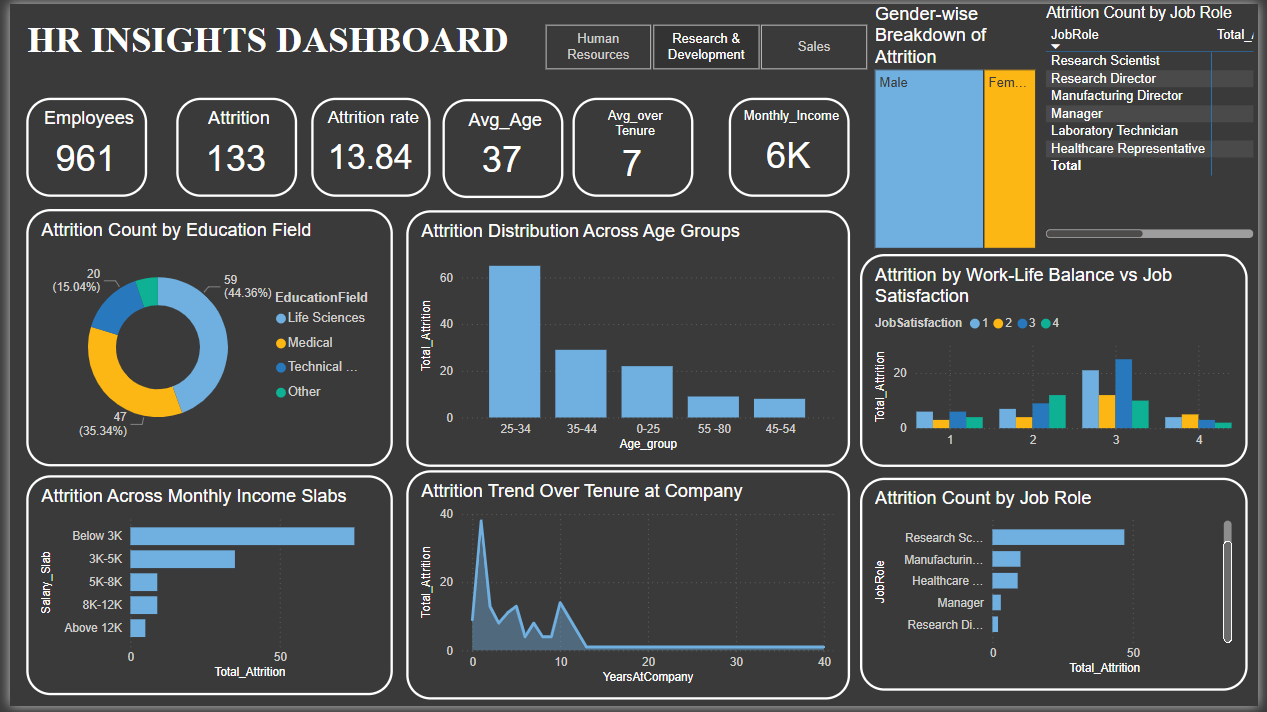 HR INSIGHTS DASHBOARD
Human
Resources
Research &
Development
Sales
Gender-wise
Breakdown of
Attrition
Male
Fem...
Attrition Count by Job Role
JobRole
Total_
Research Scientist
Research Director
Manufacturing Director
Manager
Laboratory Technician
Healthcare Representative
Total
Employees
961
Attrition
133
Attrition rate
13.84
Avg_Age
37
Avg_over
Tenure
7
Monthly_Income
6K
Attrition Count by Education Field
20
(15.04%)
59
(44.36%)
47
(35.34%)
EducationField
Life Sciences
Medical
Technical ...
Other
Attrition Distribution Across Age Groups
Total_Attrition
60
40
20
0
25-34
35-44
0-25
55 -80
45-54
Age_group
Attrition by Work-Life Balance vs Job
Satisfaction
JobSatisfaction 1 2 3 4
Total_Attrition
20
0
1
2
3
4
Attrition Across Monthly Income Slabs
Salary_Slab
Below 3K
3K-5K
5K-8K
8K-12K
Above 12K
0
50
Total_Attrition
Attrition Trend Over Tenure at Company
Total_Attrition
40
20
0
0
10
20
30
40
YearsAtCompany
Attrition Count by Job Role
JobRole
Research Sc...
Manufacturin...
Healthcare ...
Manager
Research Di...
0
50
Total_Attrition